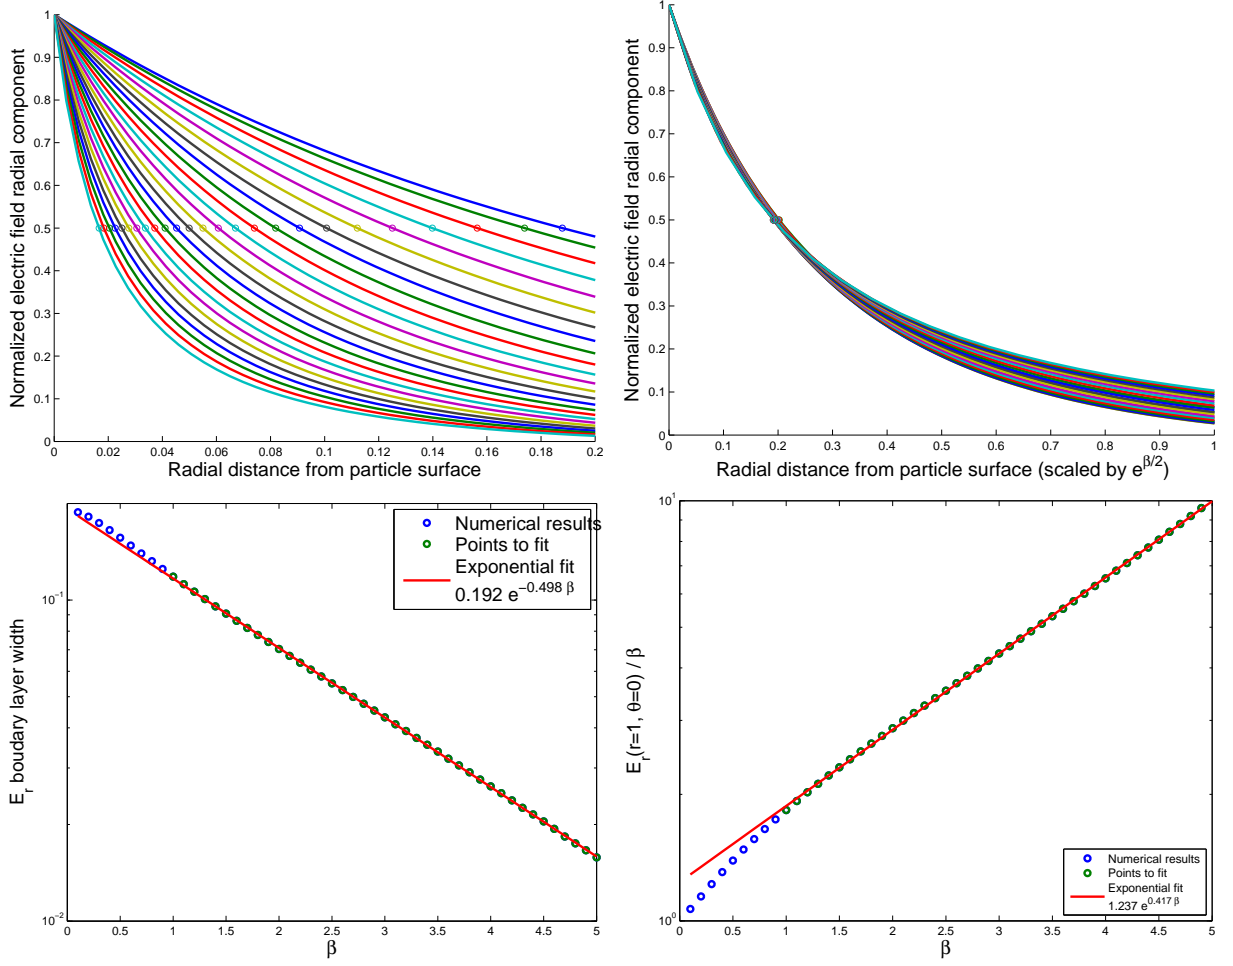 Normalized electric field radial component
1
0.9
0.8
0.7
0.6
0.5
0.4
0.3
0.2
0.1
0
0 0.02 0.04 0.06 0.08 0.1 0.12 0.14 0.16 0.18 0.2
Radial distance from particle surface
Normalized electric field radial component
1
0.9
0.8
0.7
0.6
0.5
0.4
0.3
0.2
0.1
0
0 0.1 0.2 0.3 0.4 0.5 0.6 0.7 0.8 0.9 1
Radial distance from particle surface (scaled by e^{β/2})
E_r boudary layer width
10^{-1}
10^{-2}
Numerical results
Points to fit
Exponential fit
0.192 e^{−0.498 β}
0 0.5 1 1.5 2 2.5 3 3.5 4 4.5 5
β
E_r(r=1, θ=0) / β
10^1
10^0
Numerical results
Points to fit
Exponential fit
1.237 e^{0.417 β}
0 0.5 1 1.5 2 2.5 3 3.5 4 4.5 5
β